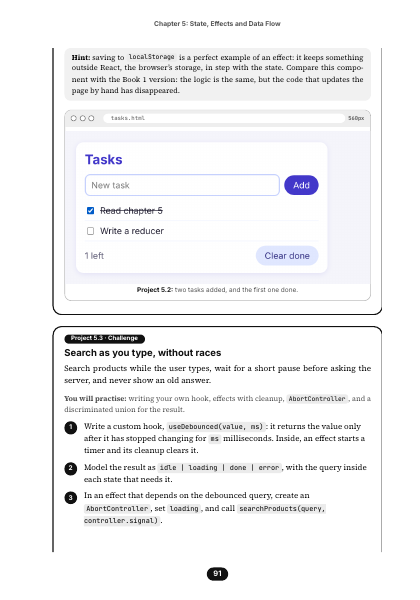 Chapter 5: State, Effects and Data Flow
Hint: saving to localStorage is a perfect example of an effect: it keeps something
outside React, the browser's storage, in step with the state. Compare this compo-
nent with the Book 1 version: the logic is the same, but the code that updates the
page by hand has disappeared.
tasks.html
560px
Tasks
New task
Add
Read chapter 5
Write a reducer
1 left
Clear done
Project 5.2: two tasks added, and the first one done.
Project 5.3 · Challenge
Search as you type, without races
Search products while the user types, wait for a short pause before asking the
server, and never show an old answer.
You will practise: writing your own hook, effects with cleanup, AbortController, and a
discriminated union for the result.
1 Write a custom hook, useDebounced(value, ms): it returns the value only
after it has stopped changing for ms milliseconds. Inside, an effect starts a
timer and its cleanup clears it.
2 Model the result as idle | loading | done | error, with the query inside
each state that needs it.
3 In an effect that depends on the debounced query, create an
AbortController, set loading, and call searchProducts(query,
controller.signal).
91